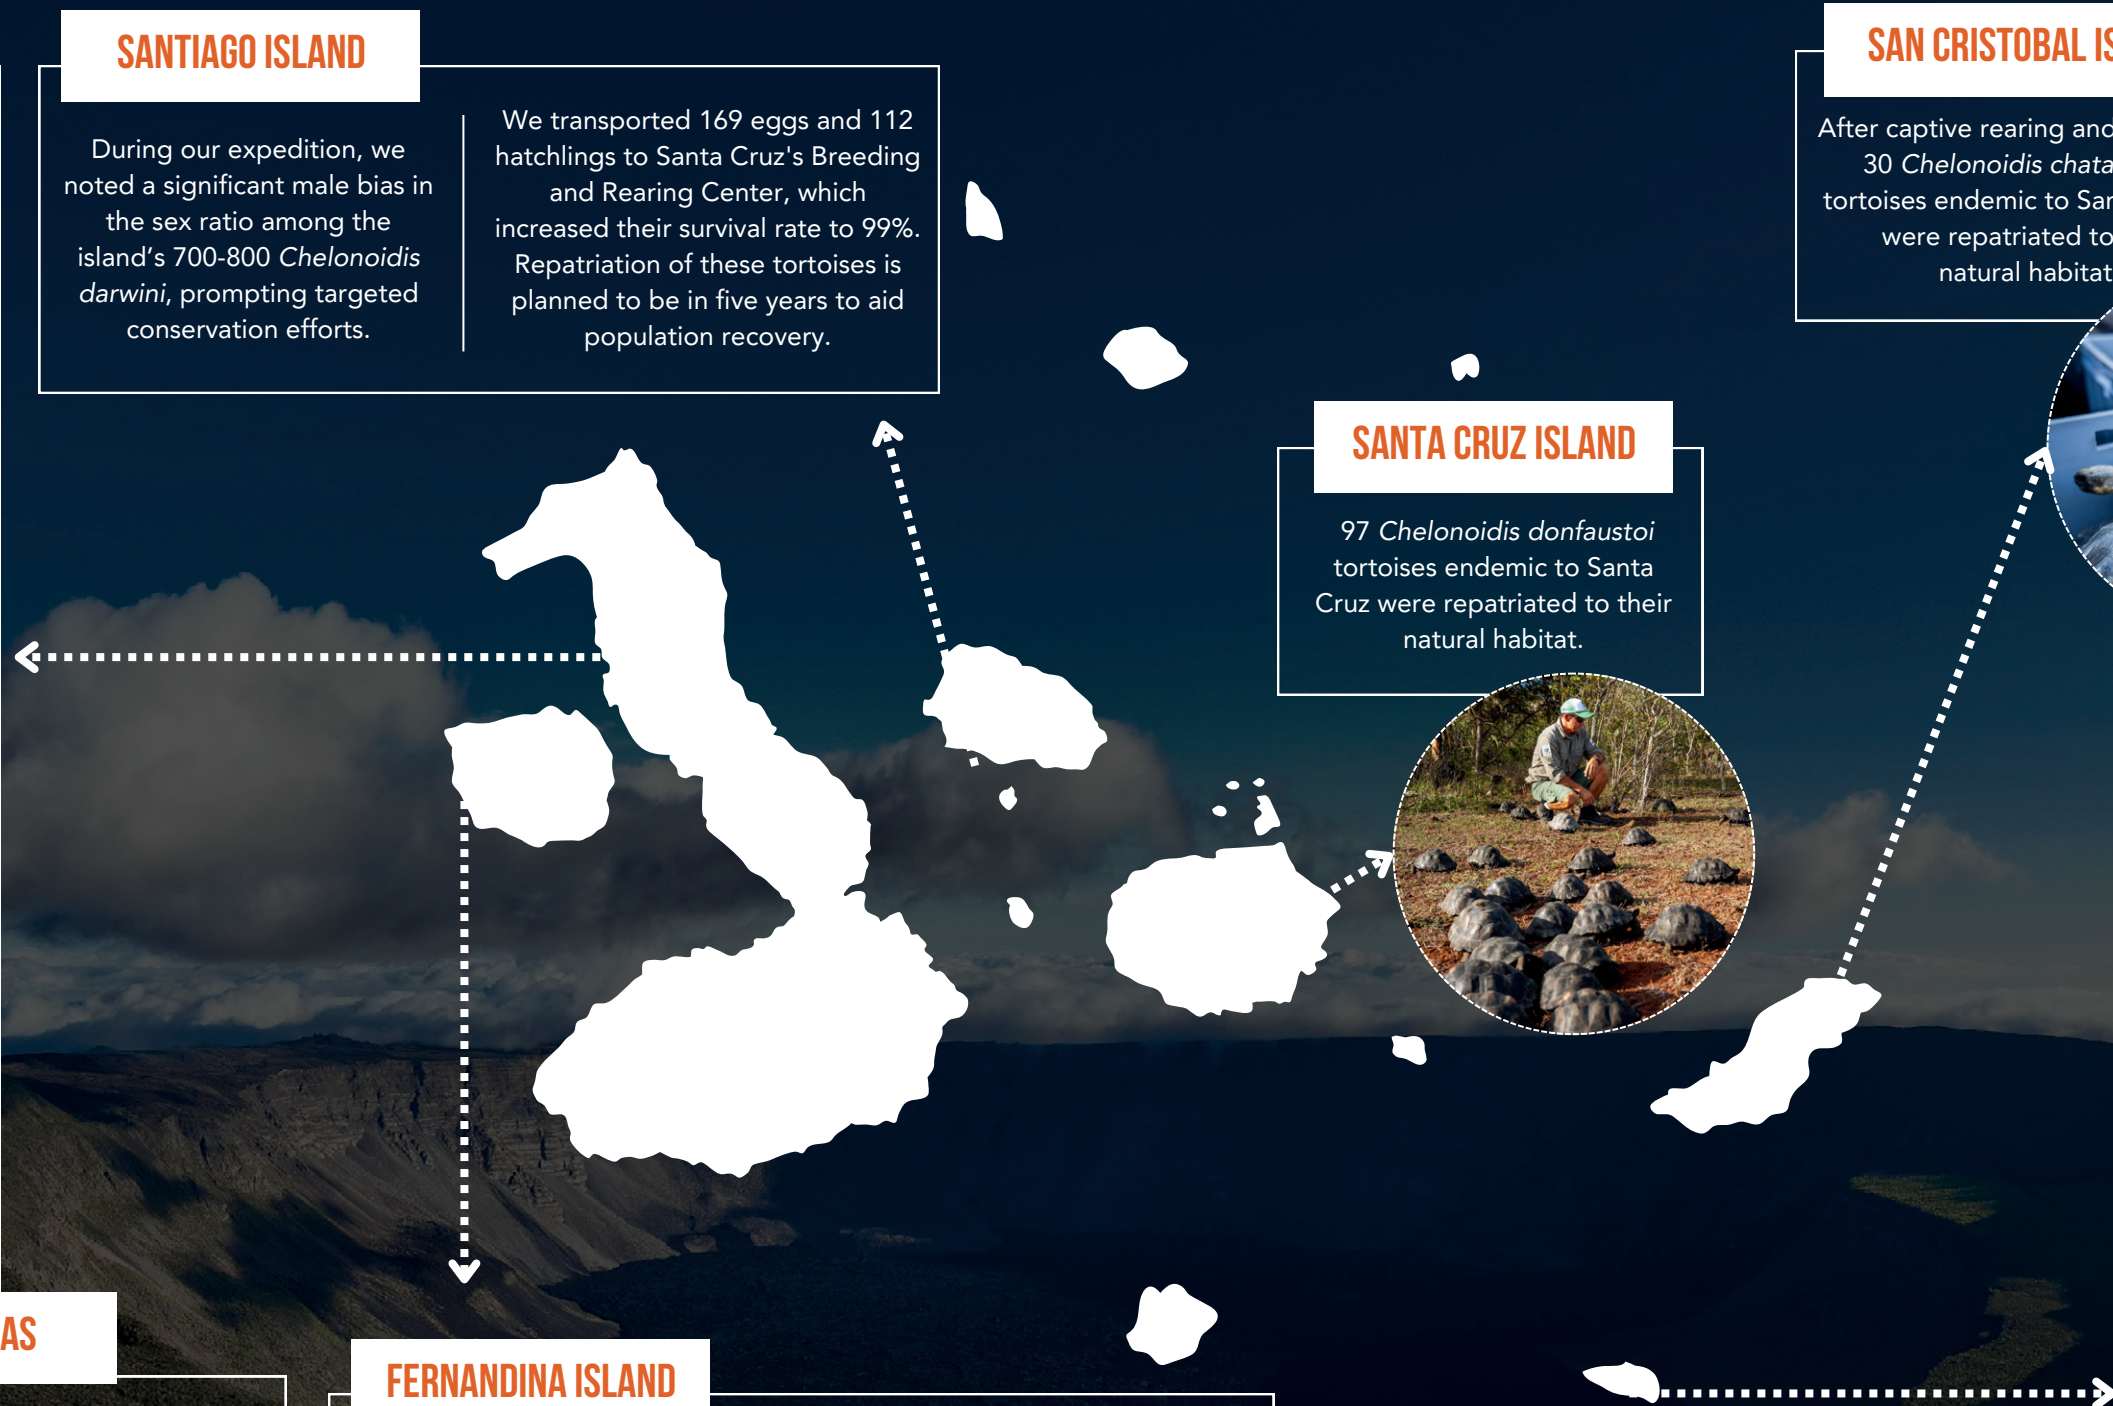 SANTIAGO ISLAND
During our expedition, we
noted a significant male bias in
the sex ratio among the
island's 700-800 Chelonoidis
darwini, prompting targeted
conservation efforts.
We transported 169 eggs and 112
hatchlings to Santa Cruz's Breeding
and Rearing Center, which
increased their survival rate to 99%.
Repatriation of these tortoises is
planned to be in five years to aid
population recovery.
SAN CRISTOBAL
After captive rearing and
30 Chelonoidis
tortoises endemic to
were repatriated to
natural habitat
SANTA CRUZ ISLAND
97 Chelonoidis donfaustoi
tortoises endemic to Santa
Cruz were repatriated to their
natural habitat.
FERNANDINA ISLAND